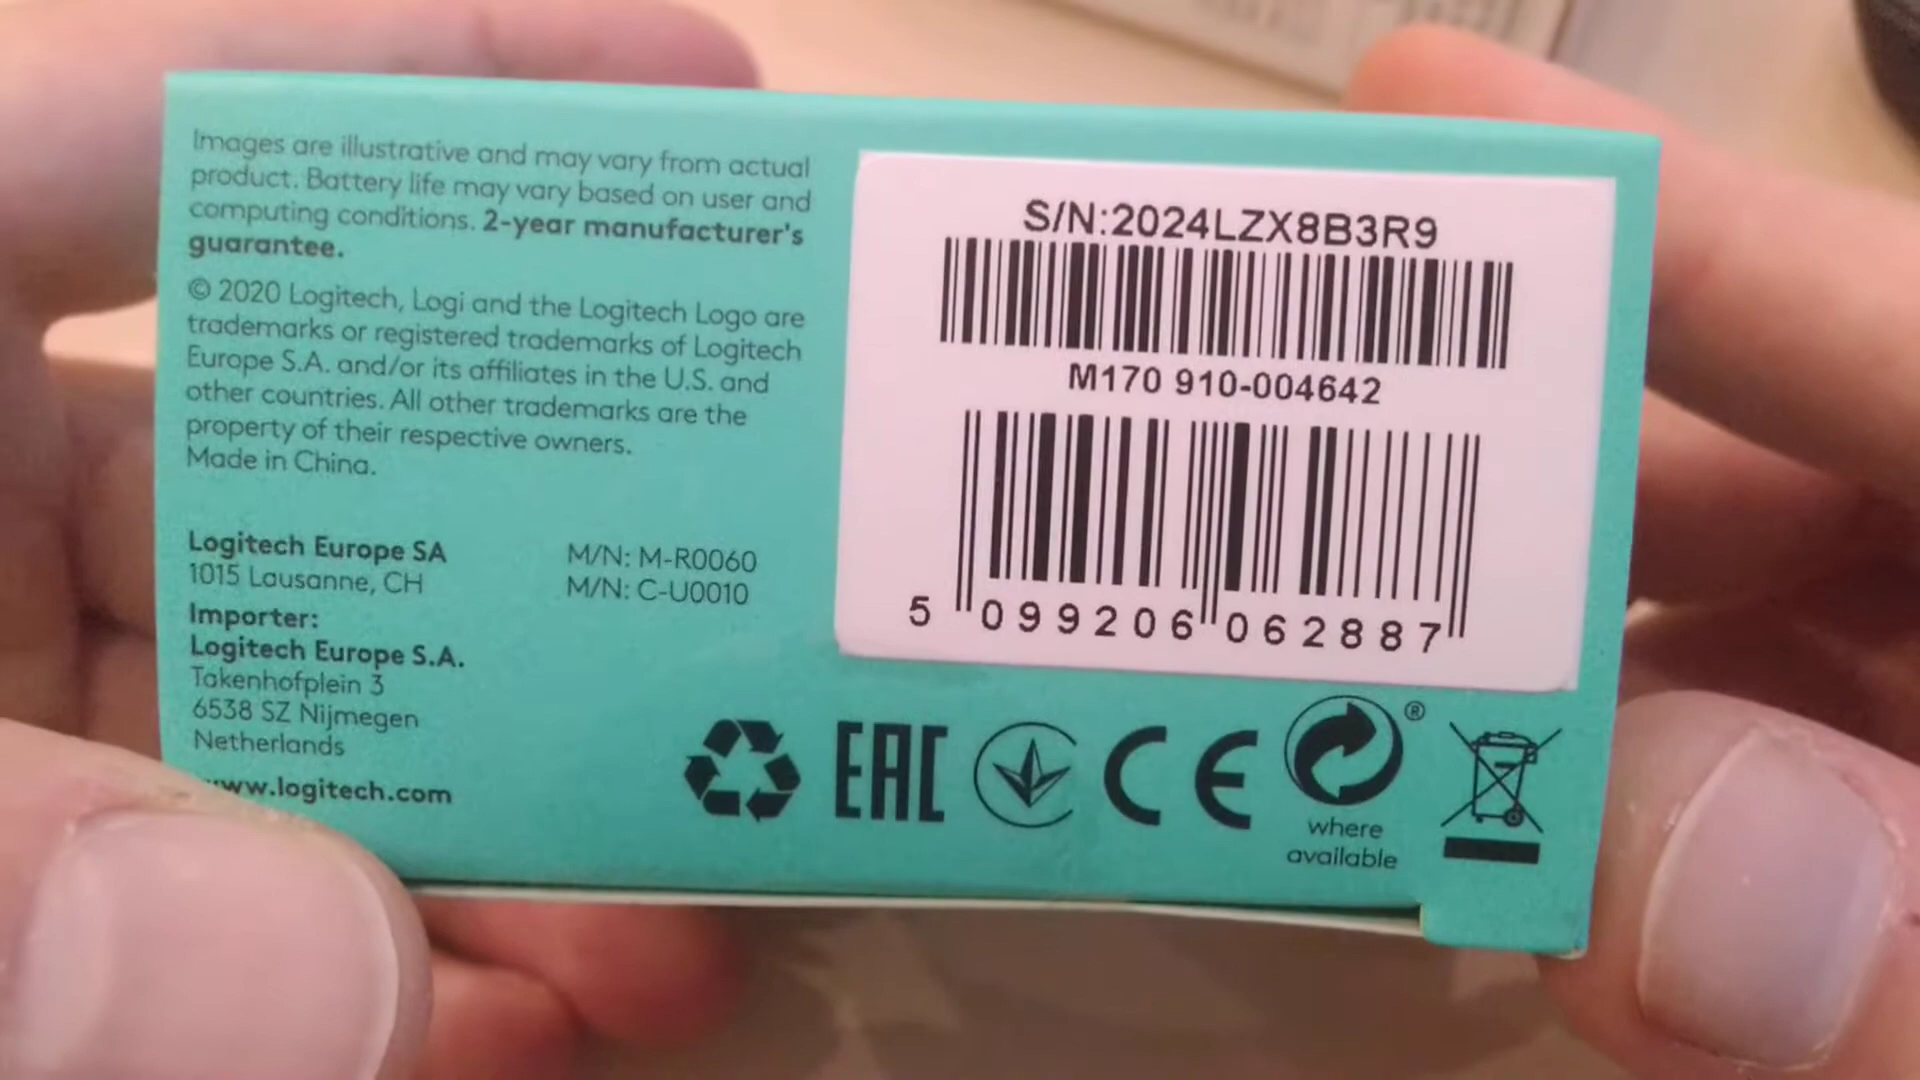 Images are illustrative and may vary from actual
product. Battery life may vary based on user and
computing conditions. 2-year manufacturer's
guarantee.
© 2020 Logitech, Logi and the Logitech Logo are
trademarks or registered trademarks of Logitech
Europe S.A. and/or its affiliates in the U.S. and
other countries. All other trademarks are the
property of their respective owners.
Made in China.
Logitech Europe SA
1015 Lausanne, CH
M/N: M-R0060
M/N: C-U0010
Importer:
Logitech Europe S.A.
Takenhofplein 3
6538 SZ Nijmegen
Netherlands
www.logitech.com
S/N:2024LZX8B3R9
M170 910-004642
5 099206 062887
EAC
CE
®
where
available